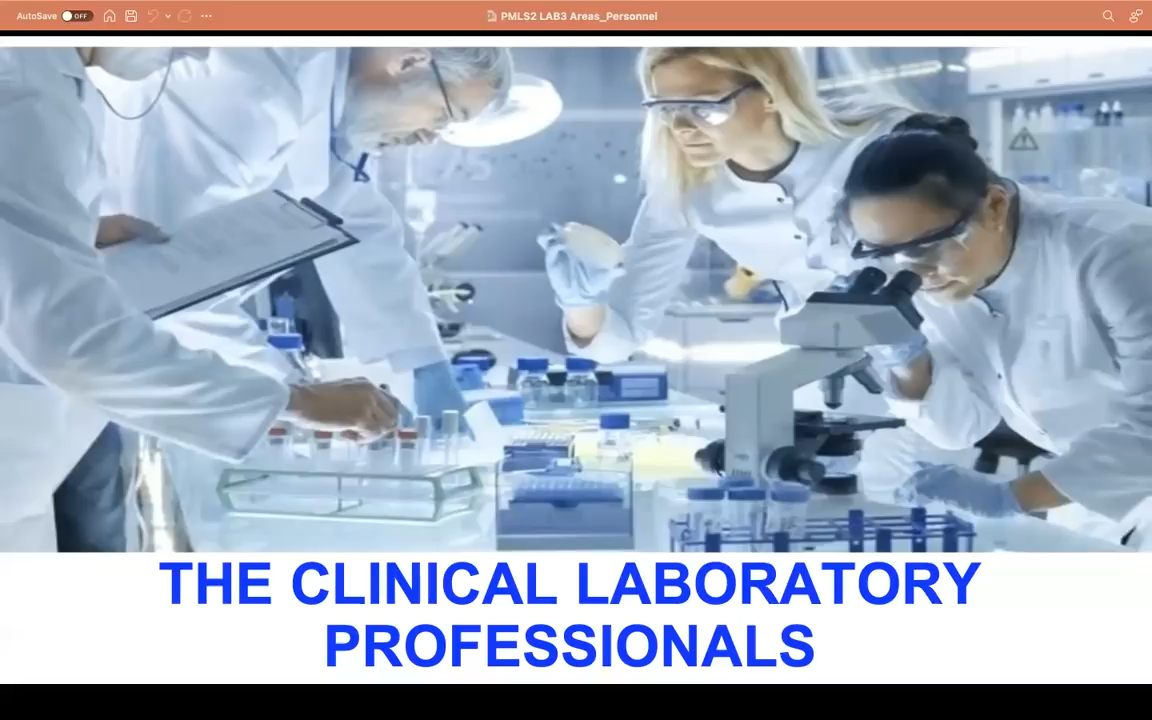 AutoSave OFF
PMLS2 LAB3 Areas_Personnel
THE CLINICAL LABORATORY
PROFESSIONALS